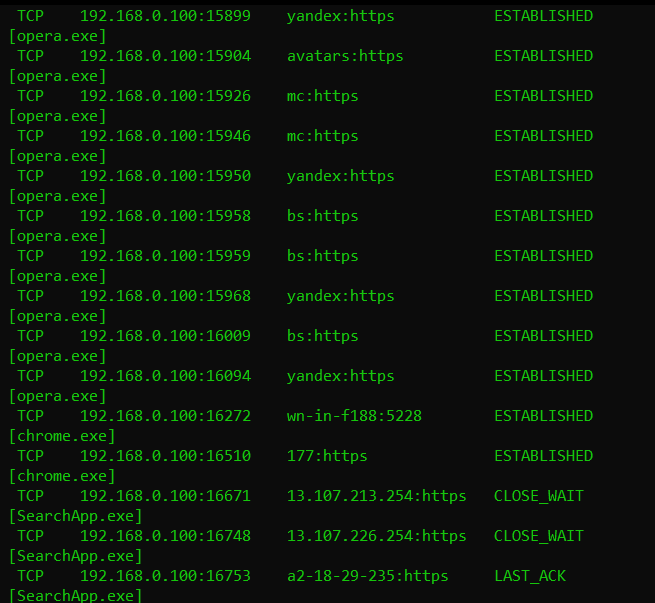 TCP 192.168.0.100:15899 yandex:https ESTABLISHED
[opera.exe]
TCP 192.168.0.100:15904 avatars:https ESTABLISHED
[opera.exe]
TCP 192.168.0.100:15926 mc:https ESTABLISHED
[opera.exe]
TCP 192.168.0.100:15946 mc:https ESTABLISHED
[opera.exe]
TCP 192.168.0.100:15950 yandex:https ESTABLISHED
[opera.exe]
TCP 192.168.0.100:15958 bs:https ESTABLISHED
[opera.exe]
TCP 192.168.0.100:15959 bs:https ESTABLISHED
[opera.exe]
TCP 192.168.0.100:15968 yandex:https ESTABLISHED
[opera.exe]
TCP 192.168.0.100:16009 bs:https ESTABLISHED
[opera.exe]
TCP 192.168.0.100:16094 yandex:https ESTABLISHED
[opera.exe]
TCP 192.168.0.100:16272 wn-in-f188:5228 ESTABLISHED
[chrome.exe]
TCP 192.168.0.100:16510 177:https ESTABLISHED
[chrome.exe]
TCP 192.168.0.100:16671 13.107.213.254:https CLOSE_WAIT
[SearchApp.exe]
TCP 192.168.0.100:16748 13.107.226.254:https CLOSE_WAIT
[SearchApp.exe]
TCP 192.168.0.100:16753 a2-18-29-235:https LAST_ACK
[SearchApp.exe]